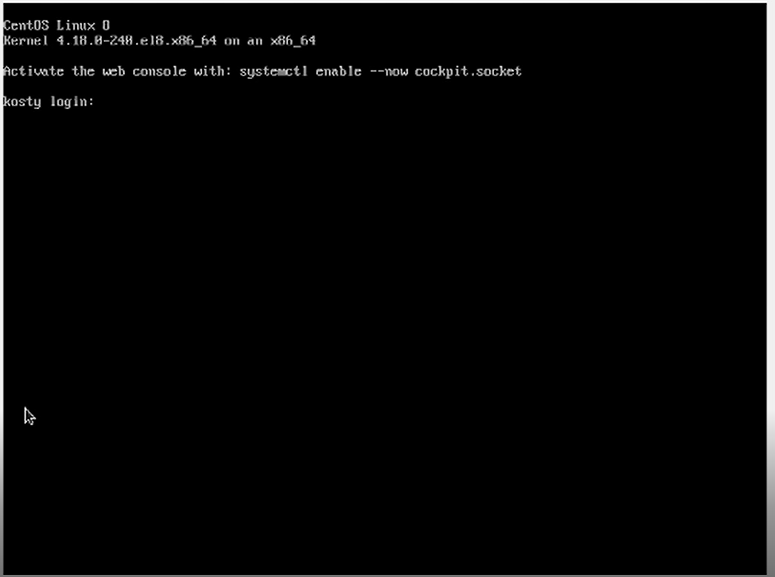 CentOS Linux 8
Kernel 4.18.0-240.el8.x86_64 on an x86_64
Activate the web console with: systemctl enable --now cockpit.socket
kosty login: